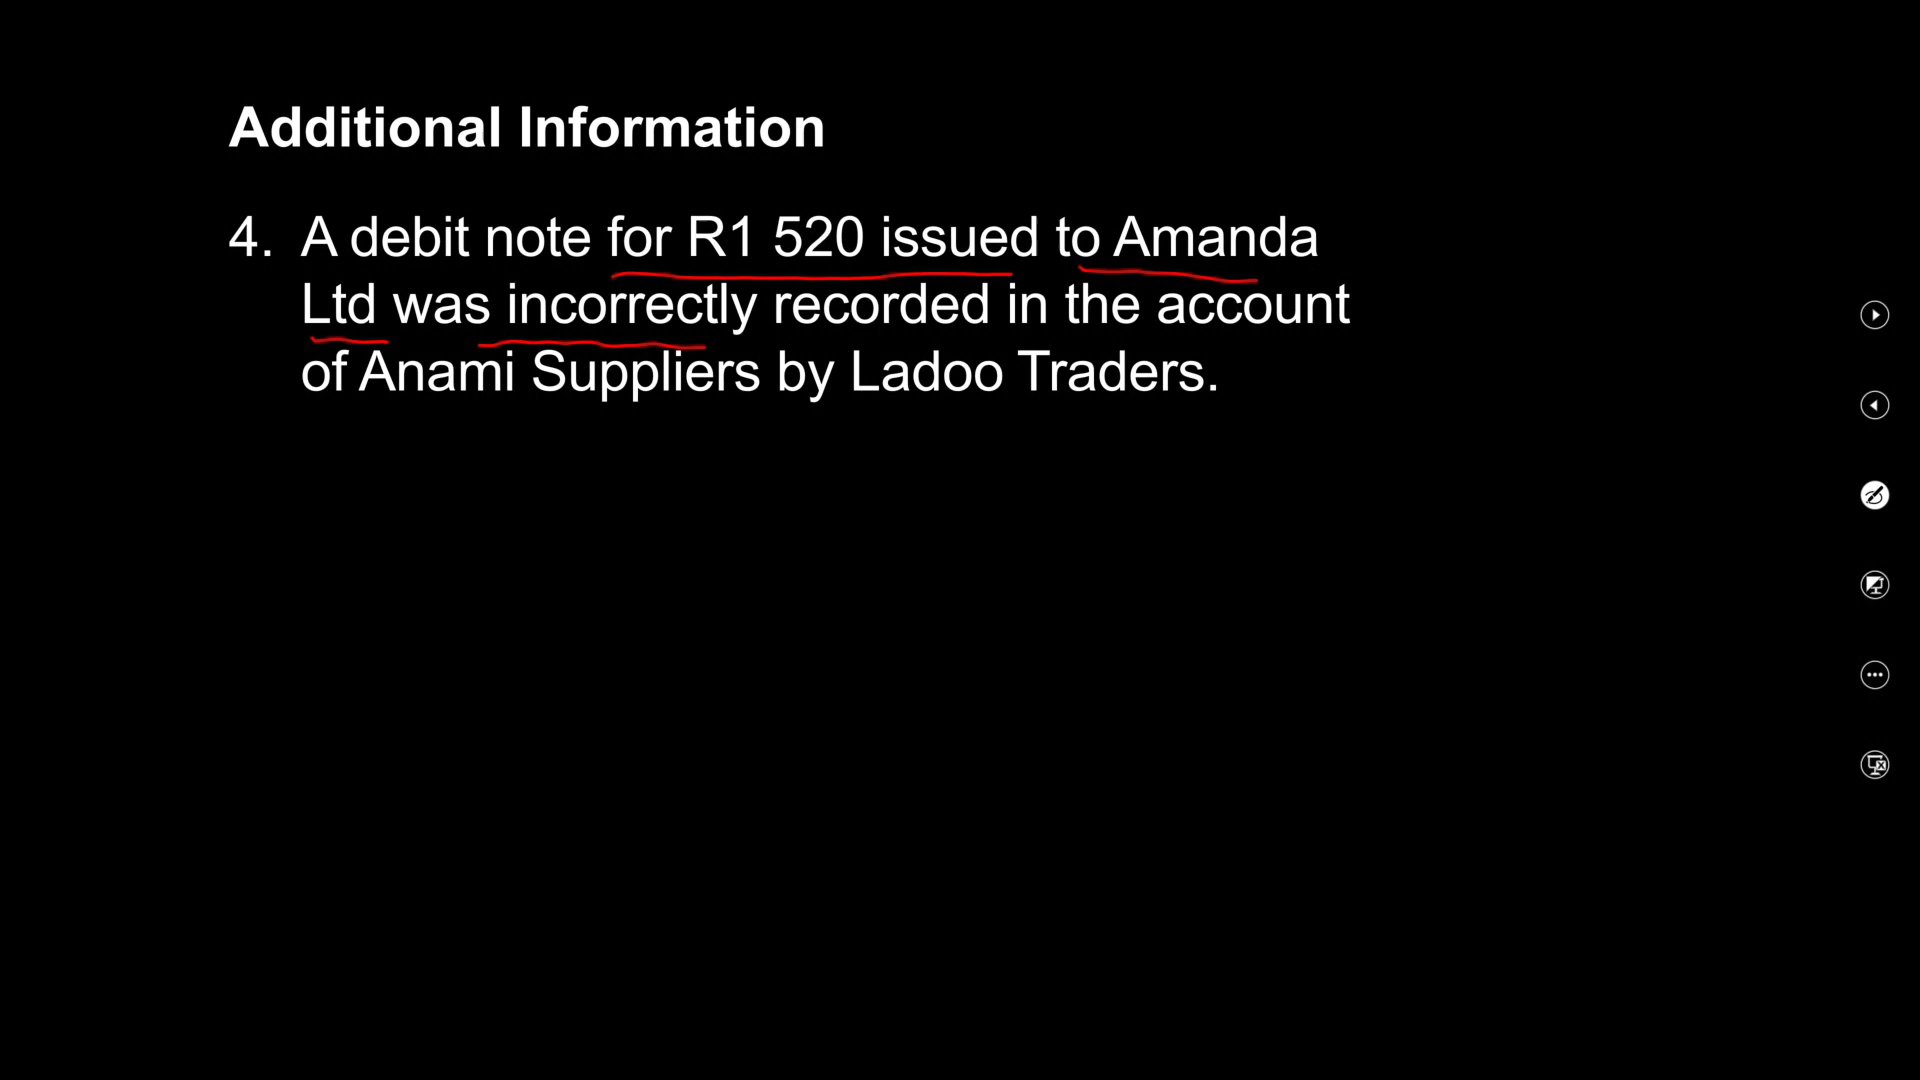 Additional Information
4. A debit note for R1 520 issued to Amanda
Ltd was incorrectly recorded in the account
of Anami Suppliers by Ladoo Traders.